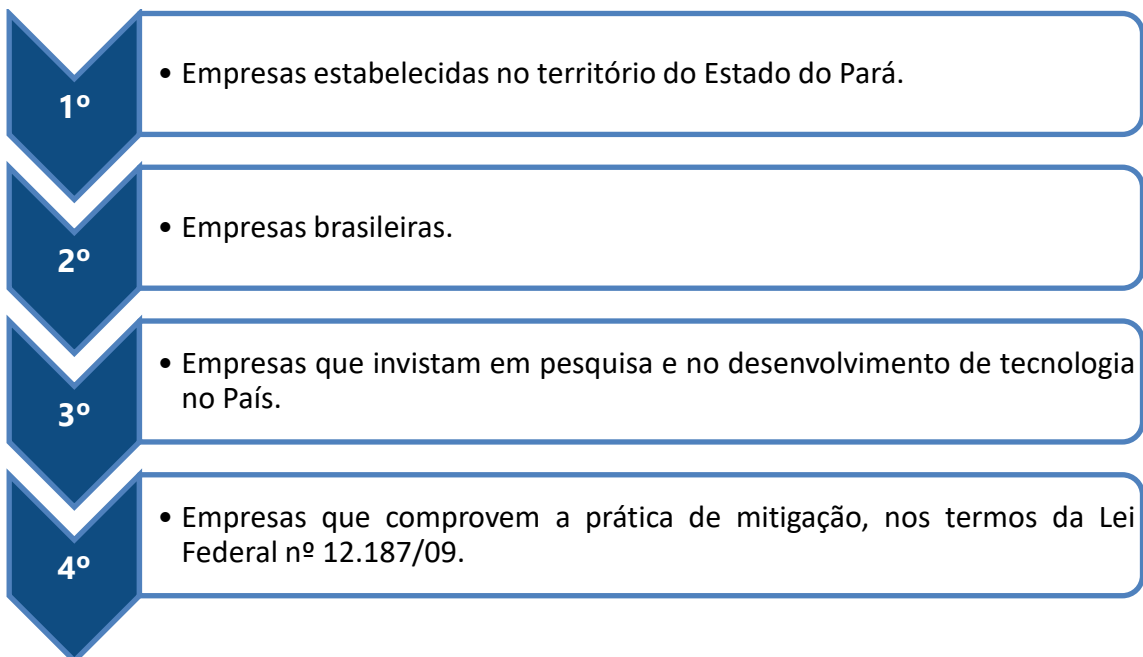 1º
• Empresas estabelecidas no território do Estado do Pará.
2º
• Empresas brasileiras.
3º
• Empresas que invistam em pesquisa e no desenvolvimento de tecnologia
no País.
4º
• Empresas que comprovem a prática de mitigação, nos termos da Lei
Federal nº 12.187/09.